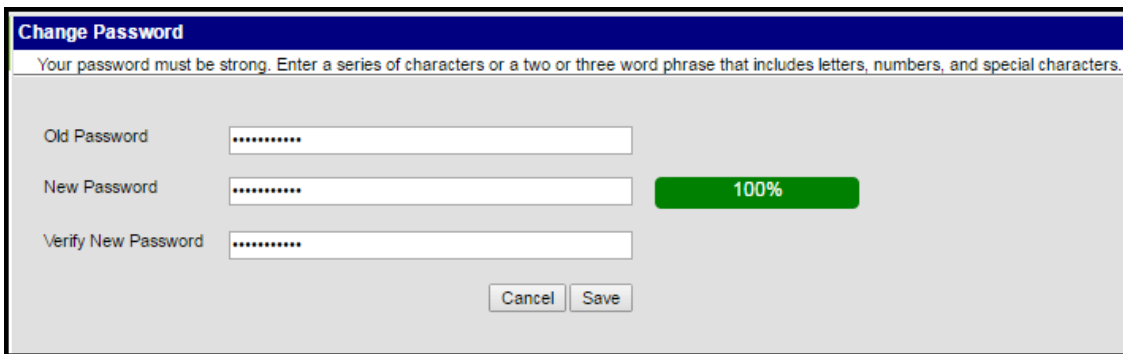 Change Password
Your password must be strong. Enter a series of characters or a two or three word phrase that includes letters, numbers, and special characters.
Old Password •••••••••••
New Password ••••••••••• 100%
Verify New Password •••••••••••
Cancel Save